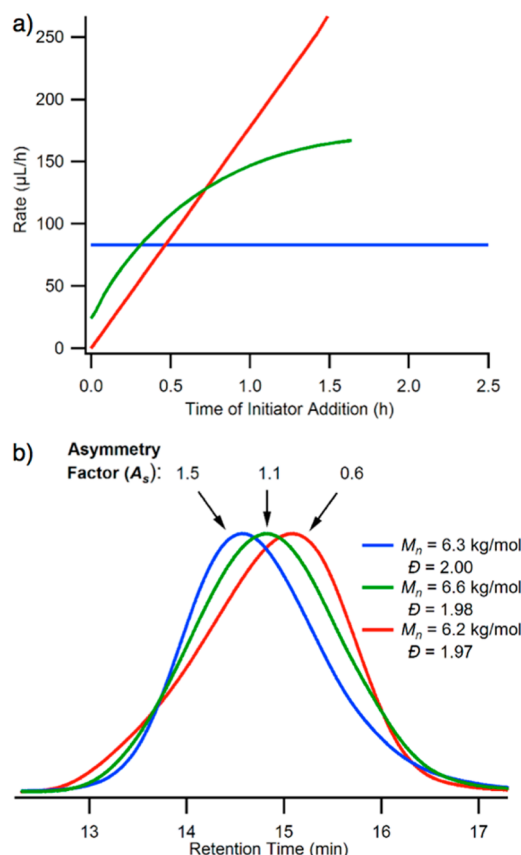 a)
250
200
150
100
50
0
Rate (µL/h)
0.0 0.5 1.0 1.5 2.0 2.5
Time of Initiator Addition (h)
b)
Asymmetry
Factor (As): 1.5 1.1 0.6
Mn = 6.3 kg/mol
Đ = 2.00
Mn = 6.6 kg/mol
Đ = 1.98
Mn = 6.2 kg/mol
Đ = 1.97
13 14 15 16 17
Retention Time (min)